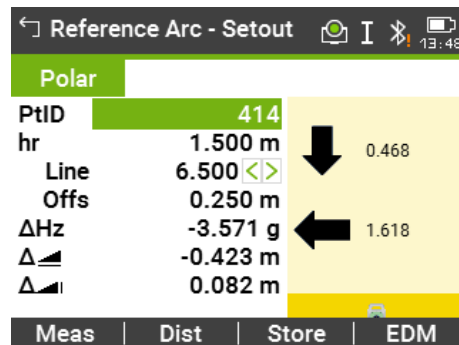 Reference Arc - Setout I 13:48
Polar
PtID 414
hr 1.500 m 0.468
Line 6.500 < >
Offs 0.250 m
ΔHz -3.571 g 1.618
Δ -0.423 m
Δ 0.082 m
Meas | Dist | Store | EDM